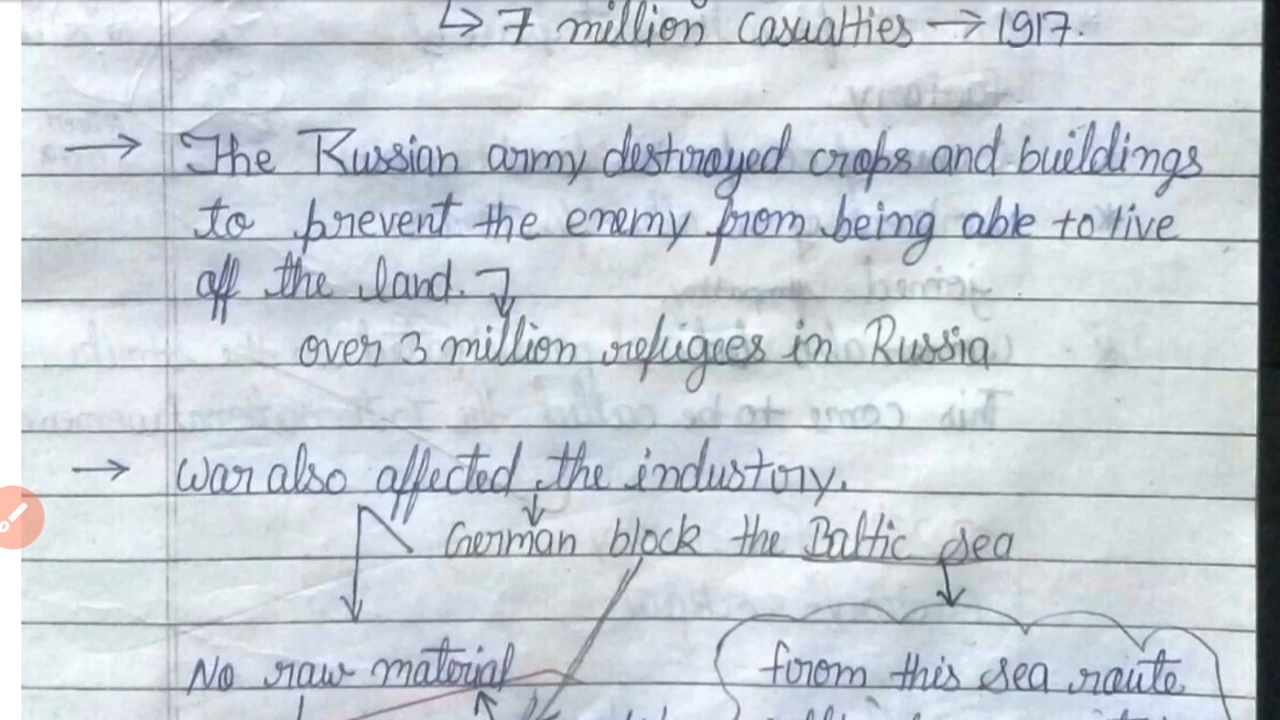 ↳ 7 million casualties → 1917.
→ The Russian army destroyed crops and buildings
to prevent the enemy from being able to live
off the land.
over 3 million refugees in Russia
→ War also affected the industory.
German block the Baltic sea
No raw material
from this sea route